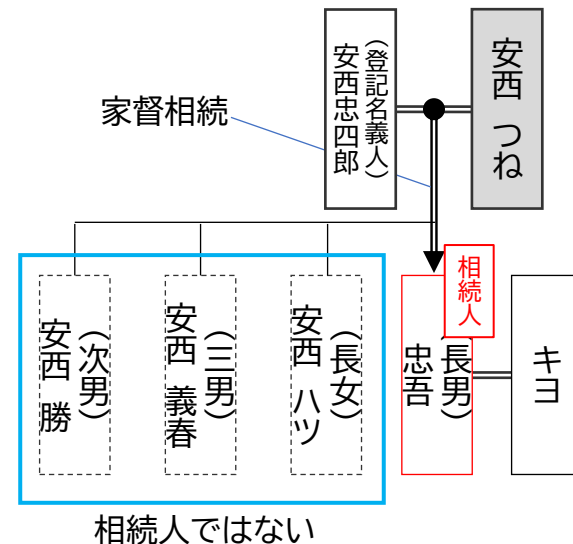 安西 つね
(登記名義人)
安西忠四郎
家督相続
相続人
(次男)
安西 勝
(三男)
安西 義春
(長女)
安西 ハツ
長男)
忠吾
キヨ
相続人ではない